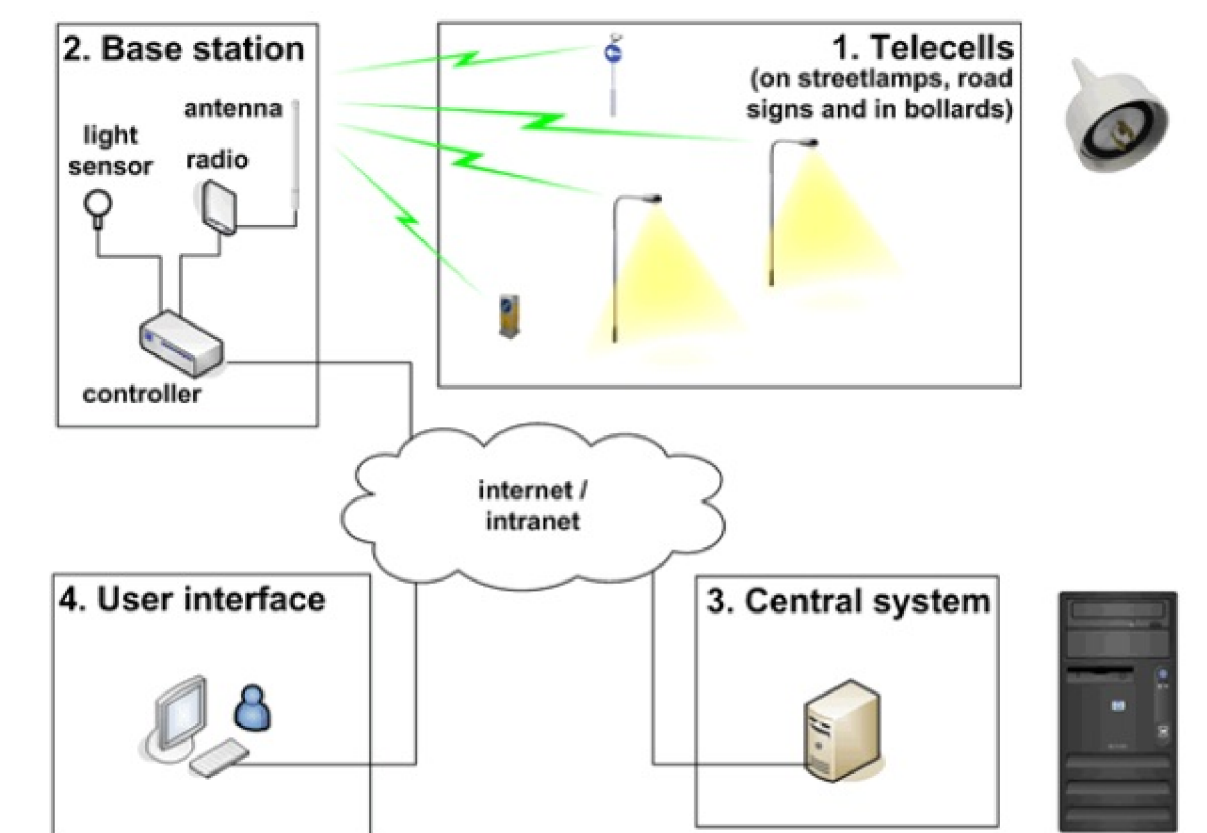 2. Base station
antenna
light
sensor
radio
controller
1. Telecells
(on streetlamps, road
signs and in bollards)
internet /
intranet
4. User interface
3. Central system